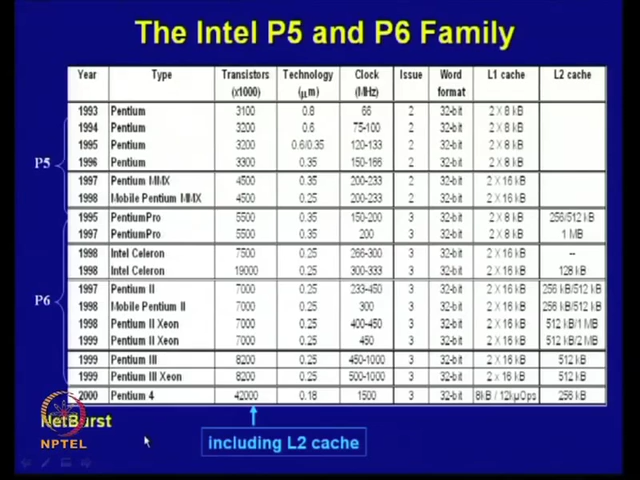 The Intel P5 and P6 Family
Year Type Transistors (x1000) Technology (μm) Clock (MHz) Issue Word format L1 cache L2 cache
1993 Pentium 3100 0.8 66 2 32-bit 2 X 8 kB
1994 Pentium 3200 0.6 75-100 2 32-bit 2 X 8 kB
1995 Pentium 3200 0.6/0.35 120-133 2 32-bit 2 X 8 kB
1996 Pentium 3300 0.35 150-166 2 32-bit 2 X 8 kB
P5
1997 Pentium MMX 4500 0.35 200-233 2 32-bit 2 X 16 kB
1998 Mobile Pentium MMX 4500 0.25 200-233 2 32-bit 2 X 16 kB
1995 PentiumPro 5500 0.35 150-200 3 32-bit 2 X 8 kB 256/512 kB
1997 PentiumPro 5500 0.35 200 3 32-bit 2 X 8 kB 1 MB
1998 Intel Celeron 7500 0.25 266-300 3 32-bit 2 X 16 kB --
1998 Intel Celeron 19000 0.25 300-333 3 32-bit 2 X 16 kB 128 kB
1997 Pentium II 7000 0.25 233-450 3 32-bit 2 X 16 kB 256 kB/512 kB
P6
1998 Mobile Pentium II 7000 0.25 300 3 32-bit 2 X 16 kB 256 kB/512 kB
1998 Pentium II Xeon 7000 0.25 400-450 3 32-bit 2 X 16 kB 512 kB/1 MB
1999 Pentium II Xeon 7000 0.25 450 3 32-bit 2 X 16 kB 512 kB/2 MB
1999 Pentium III 8200 0.25 450-1000 3 32-bit 2 X 16 kB 512 kB
1999 Pentium III Xeon 8200 0.25 500-1000 3 32-bit 2 X 16 kB 512 kB
2000 Pentium 4 42000 0.18 1500 3 32-bit 8kB / 12kμOps 256 kB
NetBurst
NPTEL
including L2 cache